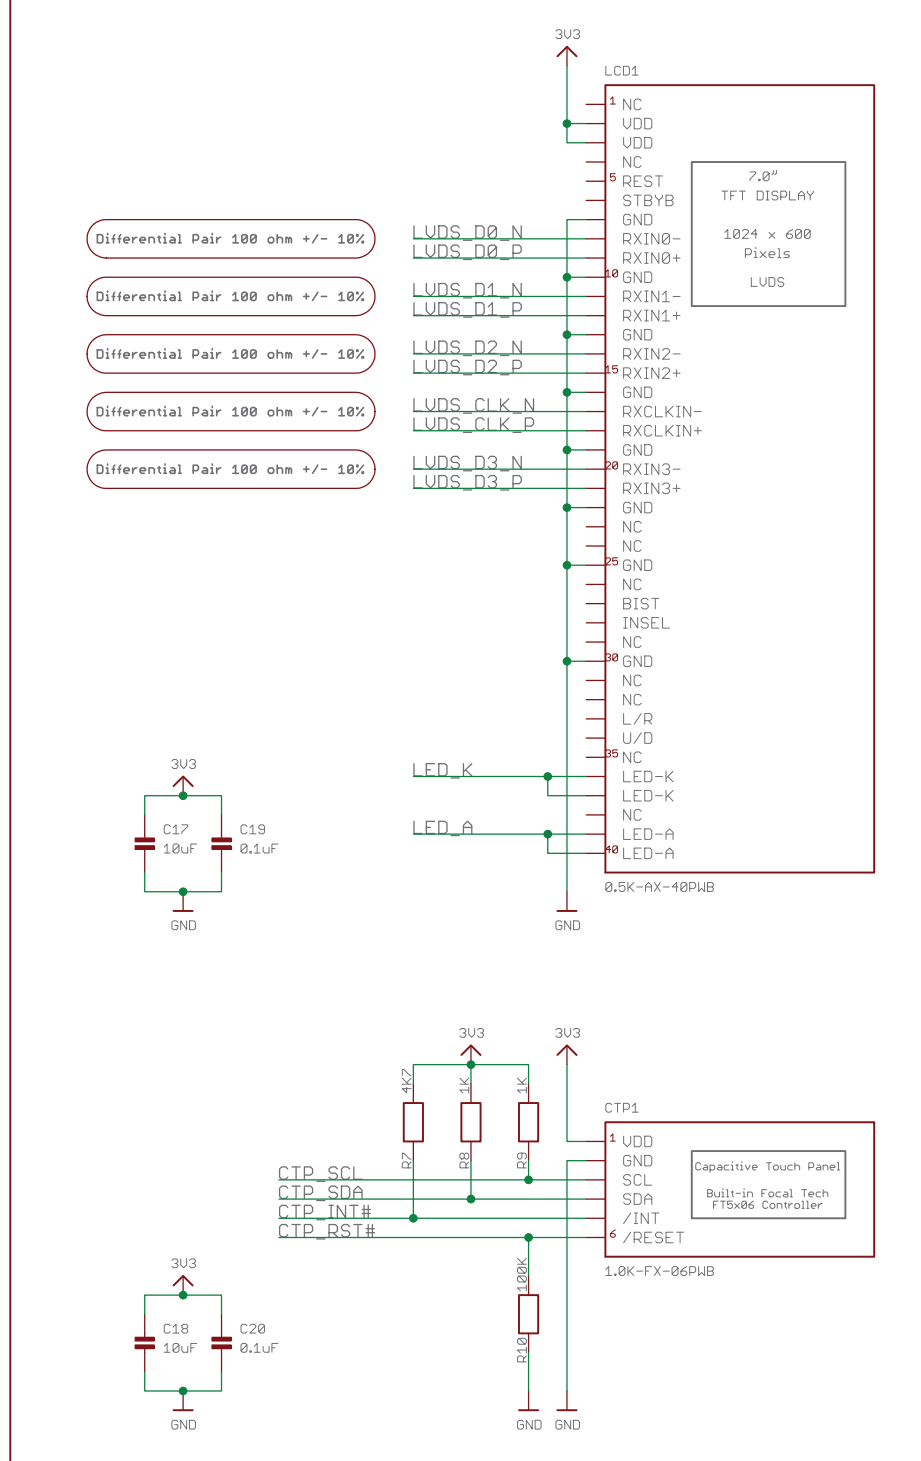 3V3
LCD1
1 NC
VDD
VDD
NC
5 REST
STBYB
GND
RXIN0-
RXIN0+
10 GND
RXIN1-
RXIN1+
GND
RXIN2-
15 RXIN2+
GND
RXCLKIN-
RXCLKIN+
GND
20 RXIN3-
RXIN3+
GND
NC
NC
25 GND
NC
BIST
INSEL
NC
30 GND
NC
NC
L/R
U/D
35 NC
LED-K
LED-K
NC
LED-A
40 LED-A
0.5K-AX-40PWB
7.0"
TFT DISPLAY
1024 x 600
Pixels
LVDS
Differential Pair 100 ohm +/- 10%
LVDS_D0_N
LVDS_D0_P
Differential Pair 100 ohm +/- 10%
LVDS_D1_N
LVDS_D1_P
Differential Pair 100 ohm +/- 10%
LVDS_D2_N
LVDS_D2_P
Differential Pair 100 ohm +/- 10%
LVDS_CLK_N
LVDS_CLK_P
Differential Pair 100 ohm +/- 10%
LVDS_D3_N
LVDS_D3_P
LED_K
LED_A
GND
3V3
C17
10uF
C19
0.1uF
GND
3V3
3V3
4K7
R7
1K
R8
1K
R9
CTP_SCL
CTP_SDA
CTP_INT#
CTP_RST#
CTP1
1 VDD
GND
SCL
SDA
/INT
6 /RESET
Capacitive Touch Panel
Built-in Focal Tech
FT5x06 Controller
1.0K-FX-06PWB
100K
R10
GND
GND
3V3
C18
10uF
C20
0.1uF
GND